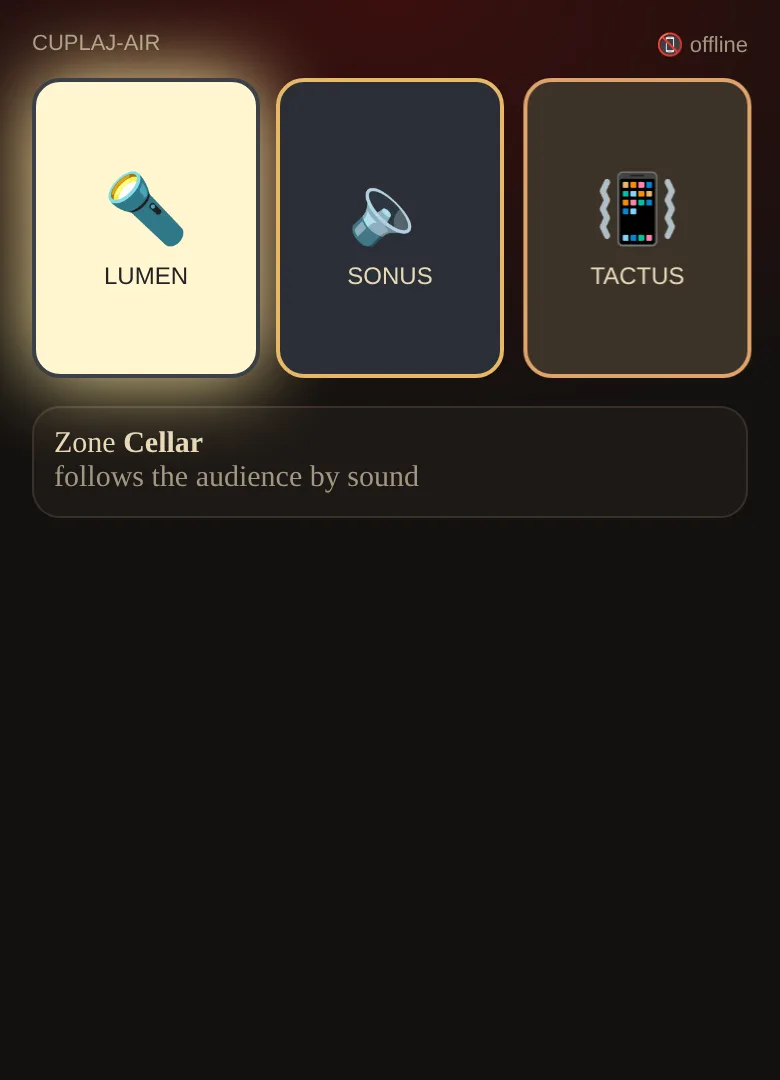 CUPLAJ-AIR
offline
LUMEN
SONUS
TACTUS
Zone Cellar
follows the audience by sound